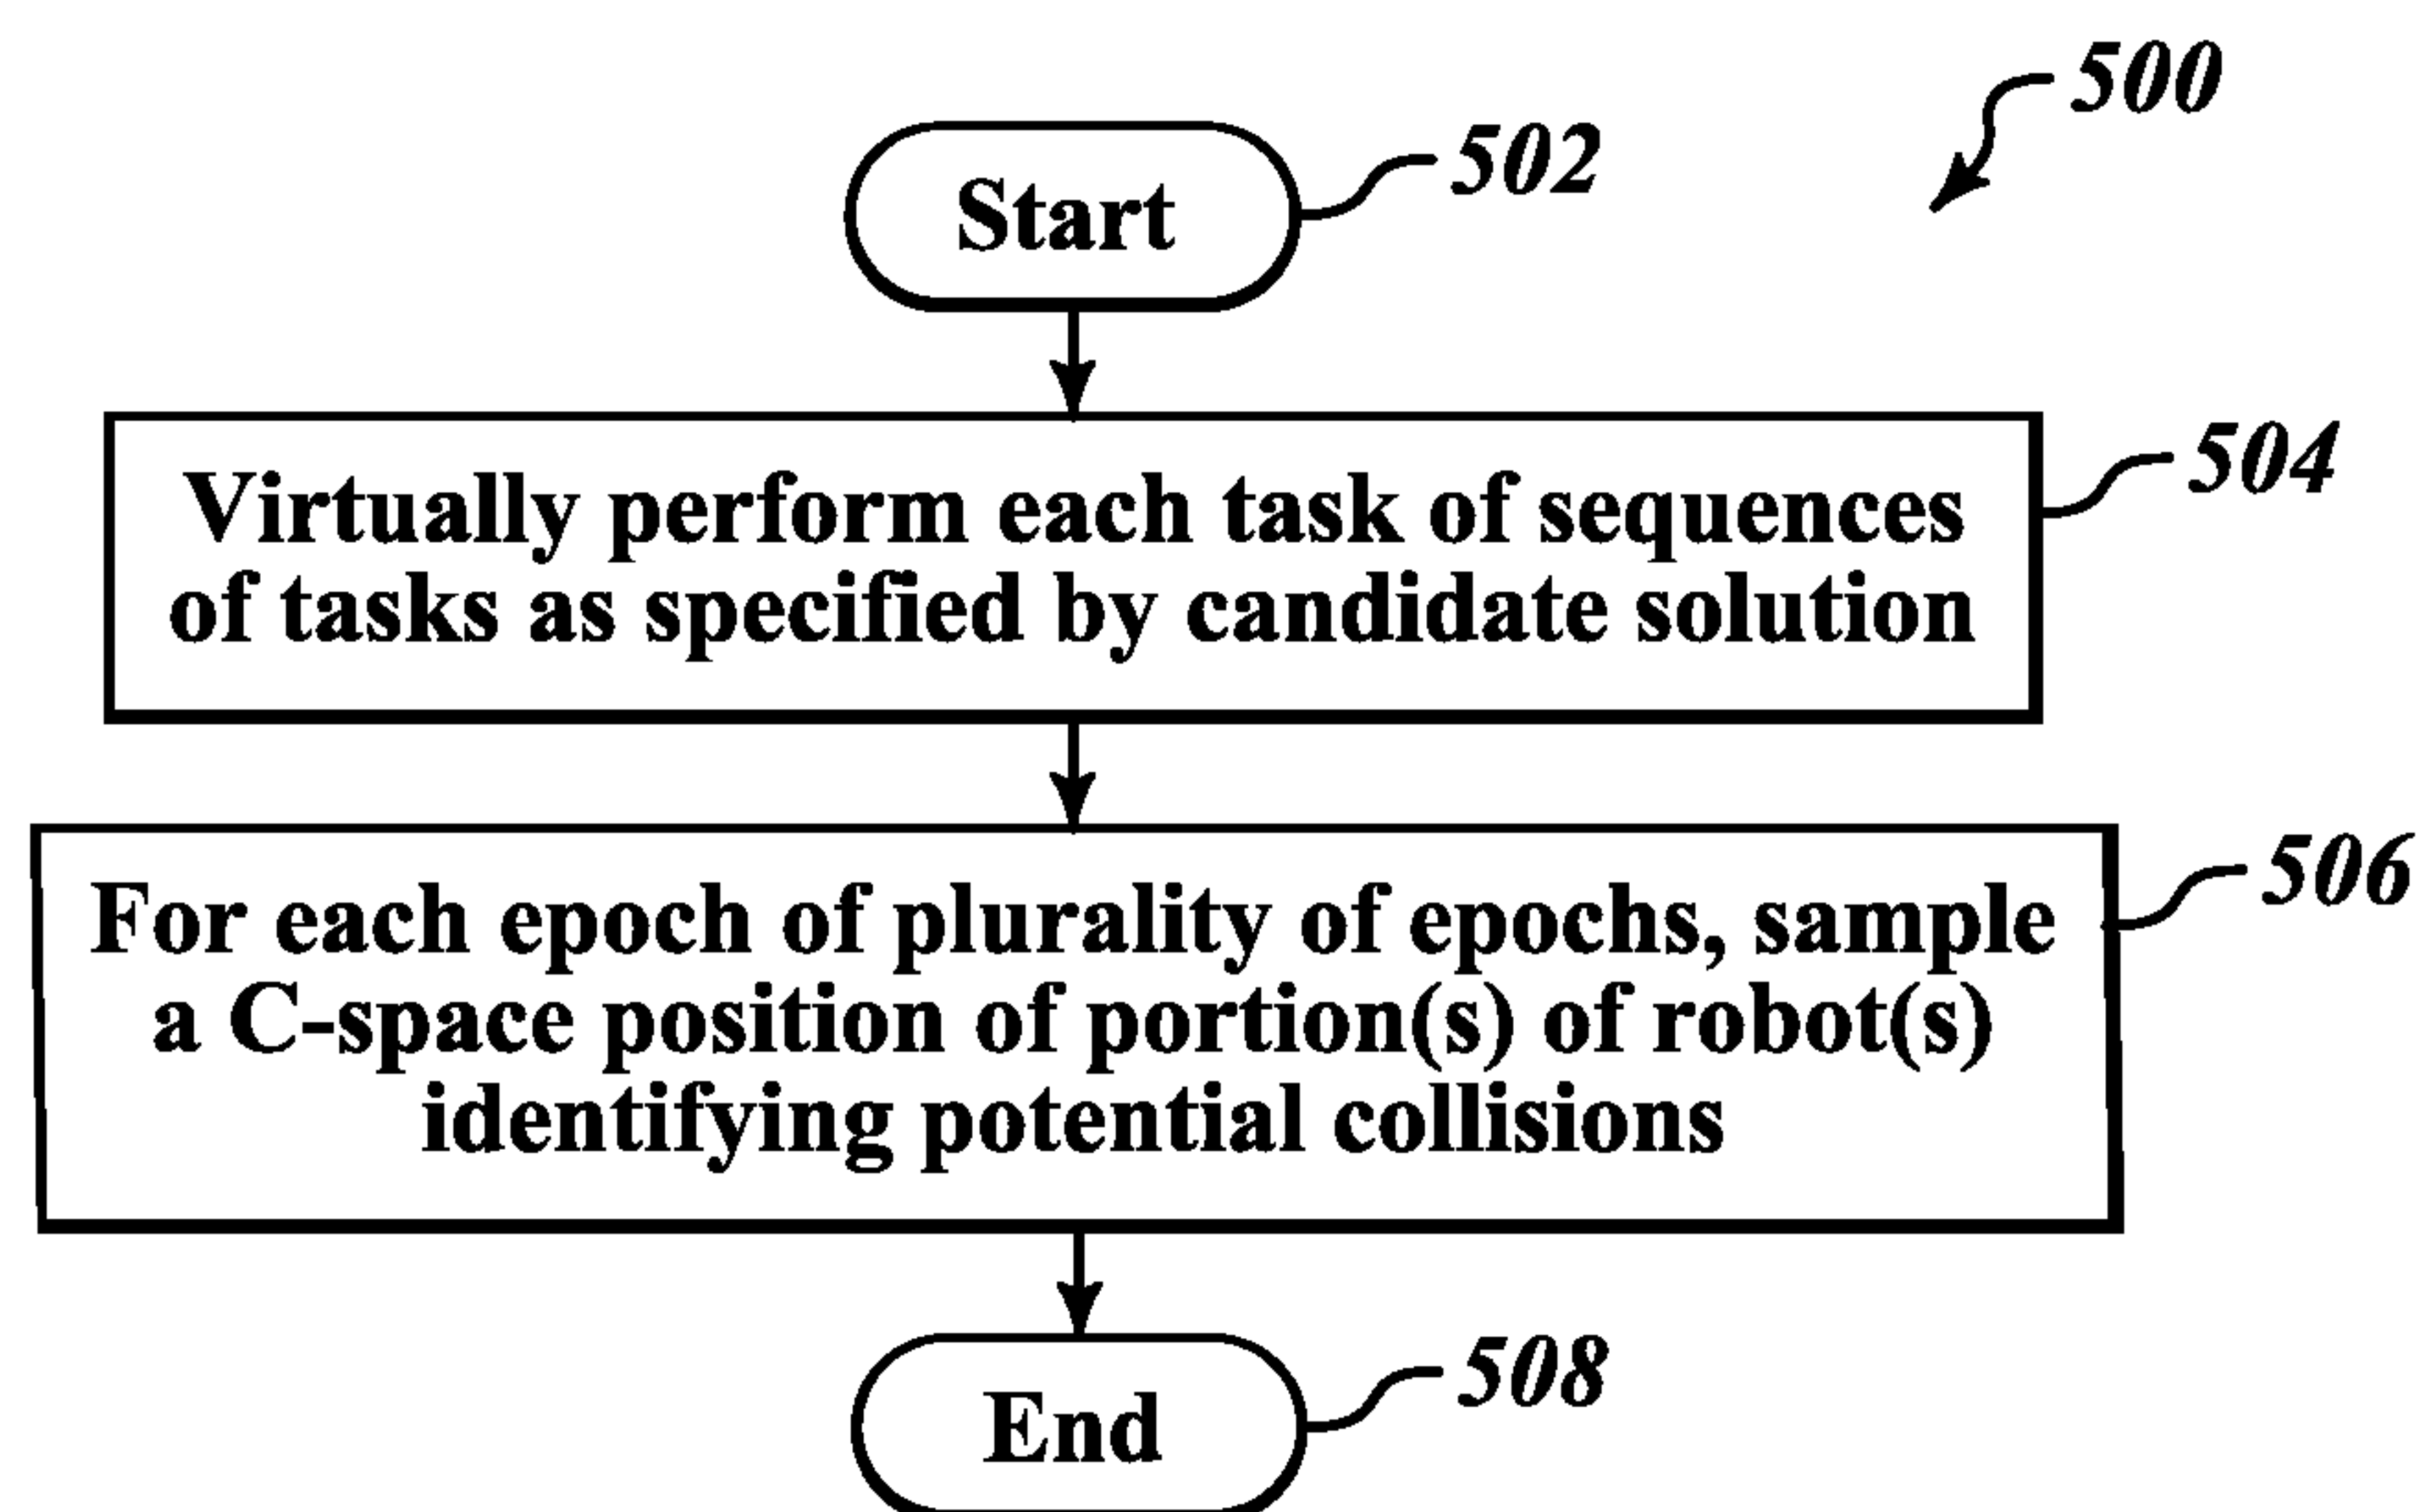 500
Start
502
Virtually perform each task of sequences
of tasks as specified by candidate solution
504
For each epoch of plurality of epochs, sample
a C-space position of portion(s) of robot(s)
identifying potential collisions
506
End
508